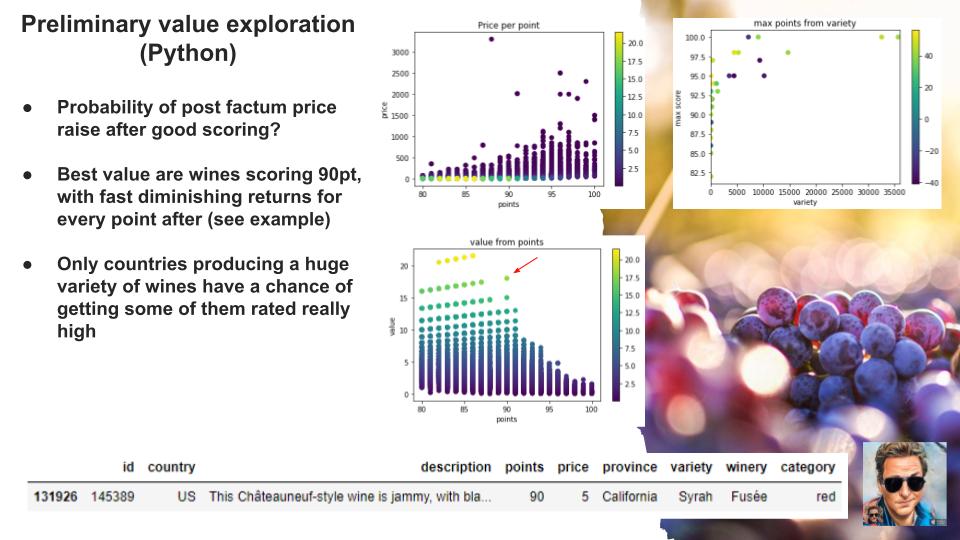 Preliminary value exploration
(Python)
● Probability of post factum price
raise after good scoring?
● Best value are wines scoring 90pt,
with fast diminishing returns for
every point after (see example)
● Only countries producing a huge
variety of wines have a chance of
getting some of them rated really
high
Price per point
price
3000
2500
2000
1500
1000
500
0
80 85 90 95 100
points
20.0
17.5
15.0
12.5
10.0
7.5
5.0
2.5
max points from variety
max score
100.0
97.5
95.0
92.5
90.0
87.5
85.0
82.5
0 5000 10000 15000 20000 25000 30000 35000
variety
40
20
0
−20
−40
value from points
value
20
15
10
5
0
80 85 90 95 100
points
20.0
17.5
15.0
12.5
10.0
7.5
5.0
2.5
id country description points price province variety winery category
131926 145389 US This Châteauneuf-style wine is jammy, with bla... 90 5 California Syrah Fusée red